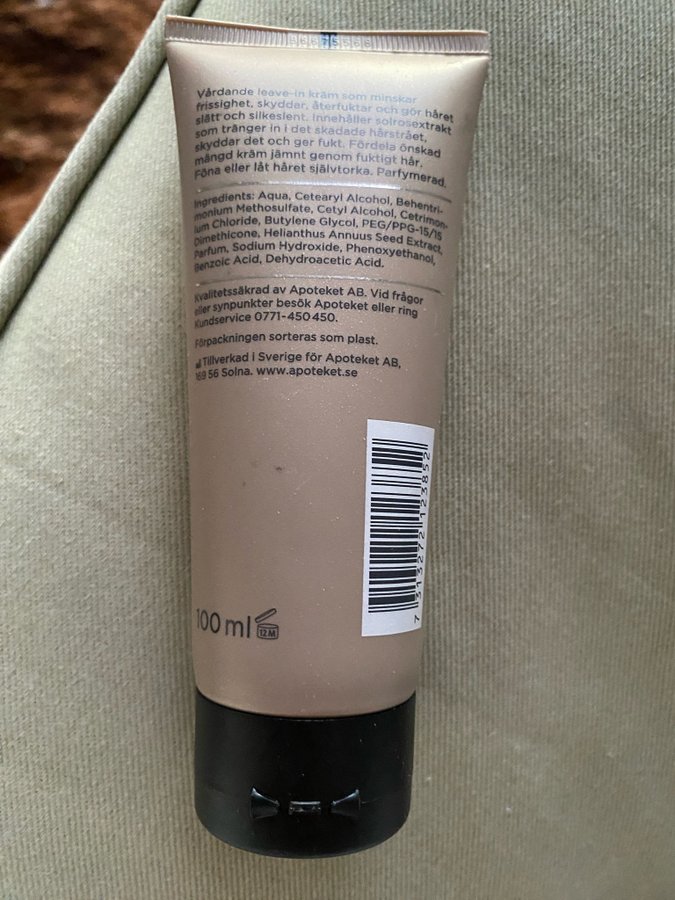 Vårdande leave-in kräm som minskar
frissighet, skyddar, återfuktar och gör håret
slätt och silkeslent. Innehåller solrosextrakt
som tränger in i det skadade hårstrået,
skyddar det och ger fukt. Fördela önskad
mängd kräm jämnt genom fuktigt hår.
Föna eller låt håret självtorka. Parfymerad.
Ingredients: Aqua, Cetearyl Alcohol, Behentri-
monium Methosulfate, Cetyl Alcohol, Cetrimon-
ium Chloride, Butylene Glycol, PEG/PPG-15/15
Dimethicone, Helianthus Annuus Seed Extract,
Parfum, Sodium Hydroxide, Phenoxyethanol,
Benzoic Acid, Dehydroacetic Acid.
Kvalitetssäkrad av Apoteket AB. Vid frågor
eller synpunkter besök Apoteket eller ring
Kundservice 0771-450 450.
Förpackningen sorteras som plast.
Tillverkad i Sverige för Apoteket AB,
169 56 Solna. www.apoteket.se
7 313272 123852
100 ml 12M